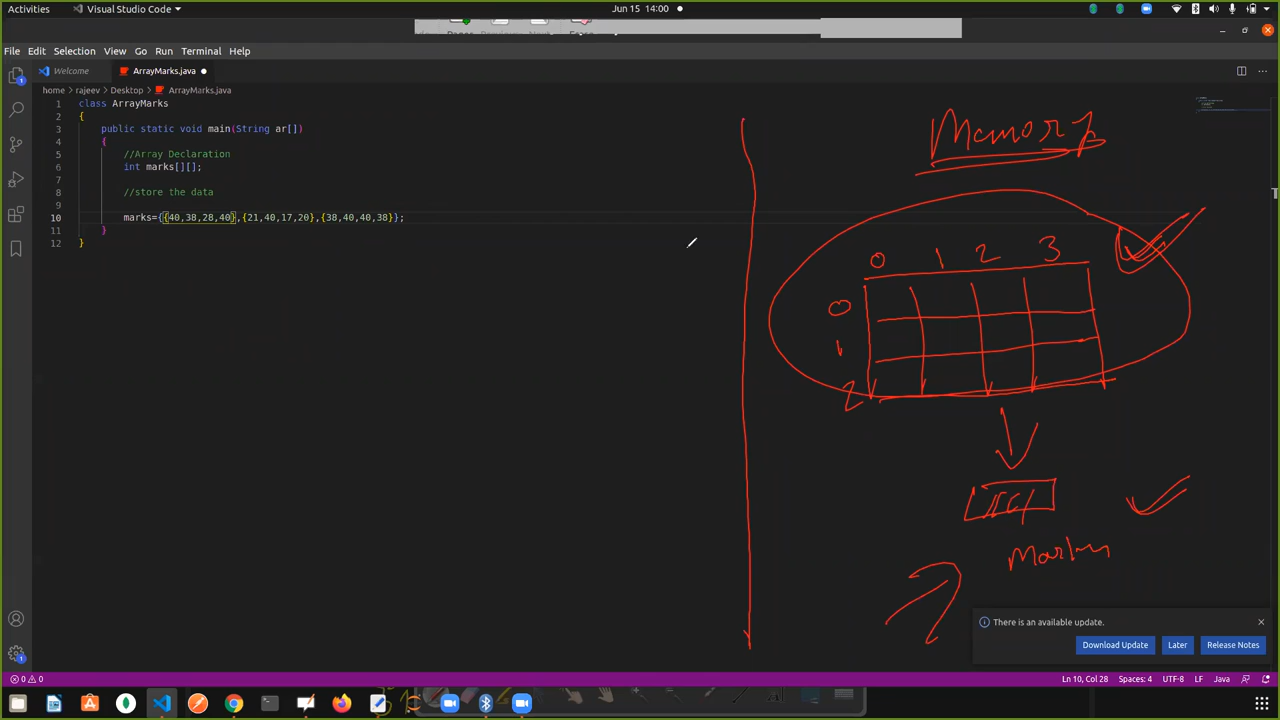 Activities Visual Studio Code Jun 15 14:00
File Edit Selection View Go Run Terminal Help
Welcome ArrayMarks.java
home rajeev Desktop ArrayMarks.java
1 class ArrayMarks
2 {
3 public static void main(String ar[])
4 {
5 //Array Declaration
6 int marks[][];
7
8 //store the data
9
10 marks={{40,38,28,40},{21,40,17,20},{38,40,40,38}};
11 }
12 }
Memory
0 1 2 3
0
1
2
Marks
There is an available update.
Download Update Later Release Notes
0 0 Ln 10, Col 28 Spaces: 4 UTF-8 LF Java